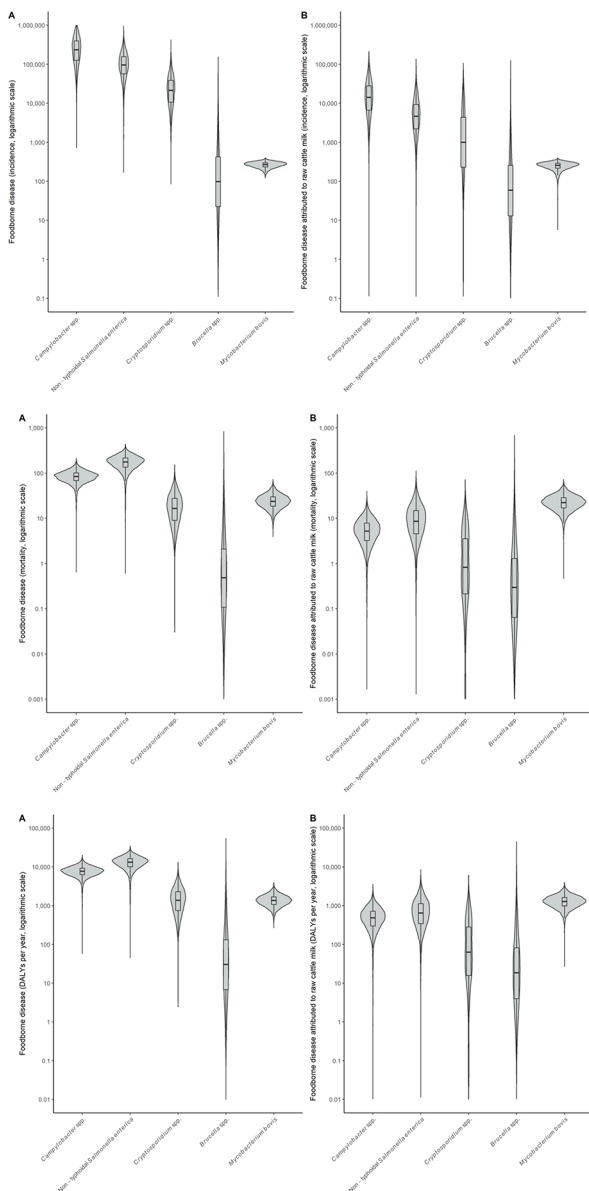 A
B
Foodborne disease (incidence, logarithmic scale)
1,000,000
100,000
10,000
1,000
100
10
1
0.1
Campylobacter spp.
Non-typhoidal Salmonella enterica
Cryptosporidium spp.
Brucella spp.
Mycobacterium bovis
Foodborne disease attributed to raw cattle milk (incidence, logarithmic scale)
1,000,000
100,000
10,000
1,000
100
10
1
0.1
Campylobacter spp.
Non-typhoidal Salmonella enterica
Cryptosporidium spp.
Brucella spp.
Mycobacterium bovis
A
B
Foodborne disease (mortality, logarithmic scale)
1,000
100
10
1
0.1
0.01
0.001
Campylobacter spp.
Non-typhoidal Salmonella enterica
Cryptosporidium spp.
Brucella spp.
Mycobacterium bovis
Foodborne disease attributed to raw cattle milk (mortality, logarithmic scale)
1,000
100
10
1
0.1
0.01
0.001
Campylobacter spp.
Non-typhoidal Salmonella enterica
Cryptosporidium spp.
Brucella spp.
Mycobacterium bovis
A
B
Foodborne disease (DALYs per year, logarithmic scale)
100,000
10,000
1,000
100
10
1
0.1
0.01
Campylobacter spp.
Non-typhoidal Salmonella enterica
Cryptosporidium spp.
Brucella spp.
Mycobacterium bovis
Foodborne disease attributed to raw cattle milk (DALYs per year, logarithmic scale)
100,000
10,000
1,000
100
10
1
0.1
0.01
Campylobacter spp.
Non-typhoidal Salmonella enterica
Cryptosporidium spp.
Brucella spp.
Mycobacterium bovis